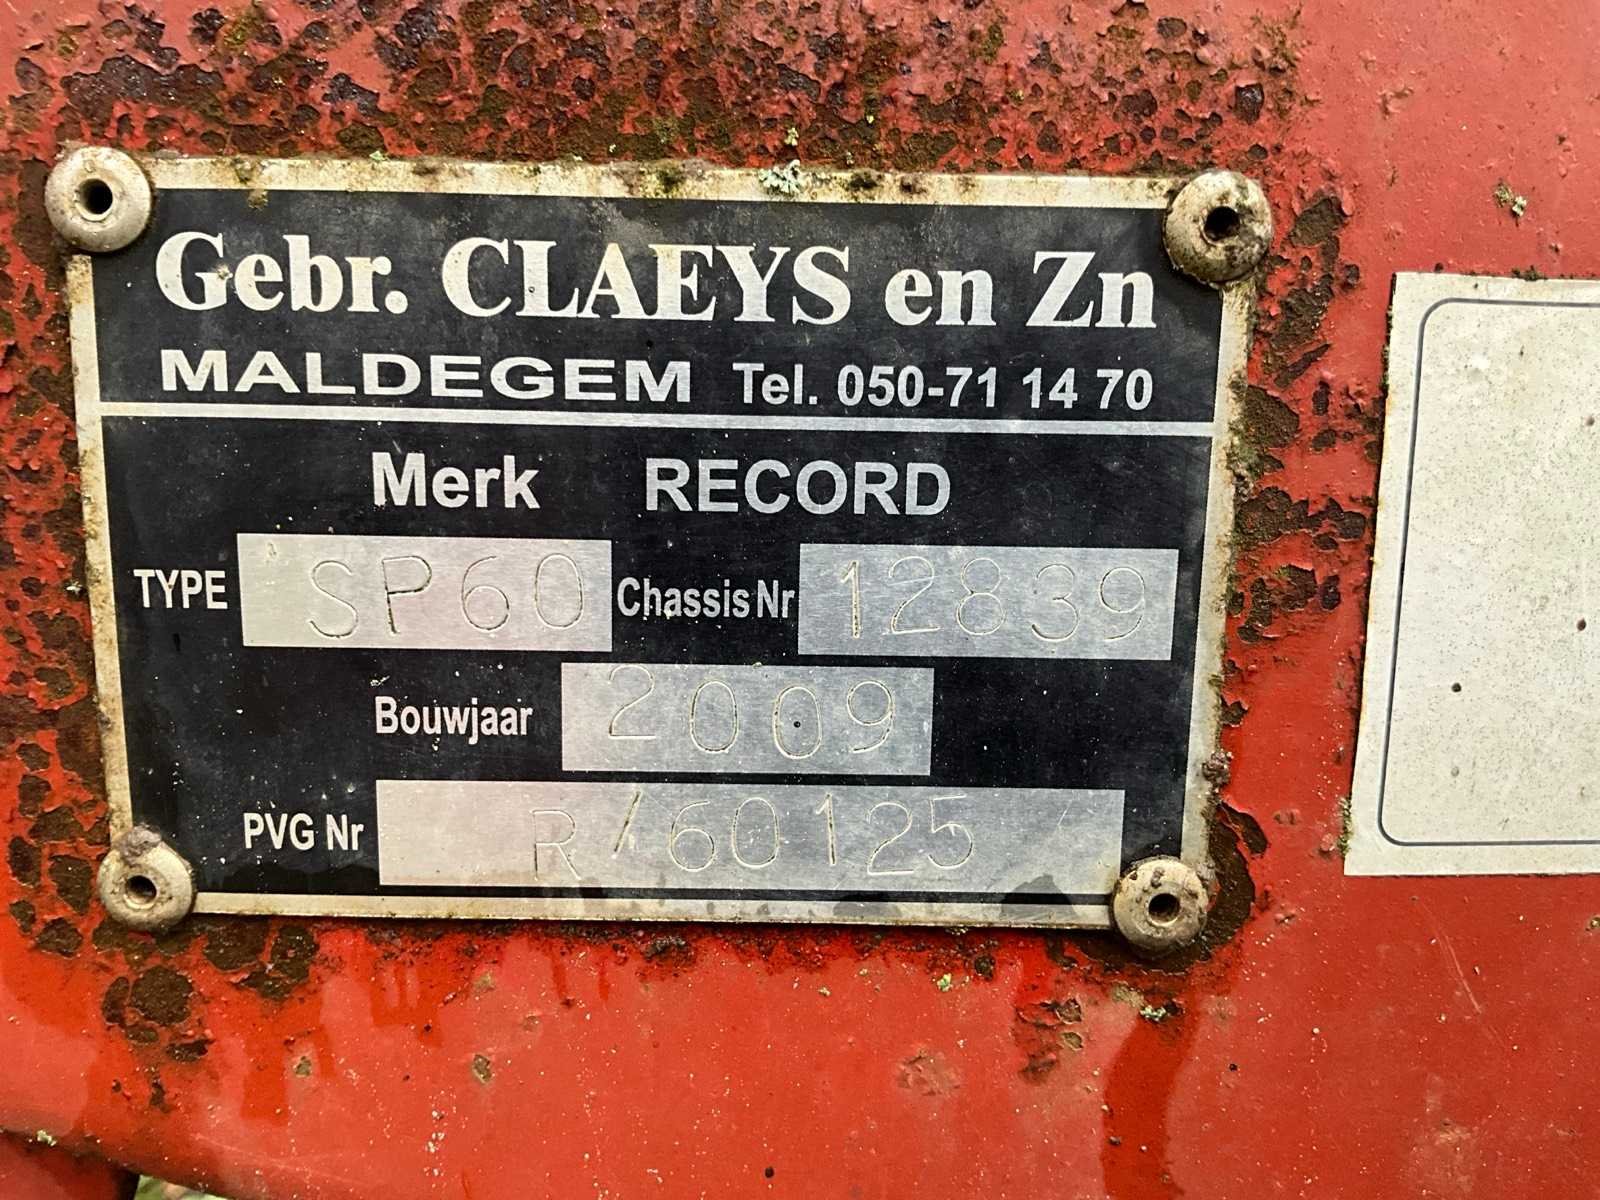 Gebr. CLAEYS en Zn
MALDEGEM Tel. 050-71 14 70
Merk RECORD
TYPE SP60 Chassis Nr 12839
Bouwjaar 2009
PVG Nr R/60125